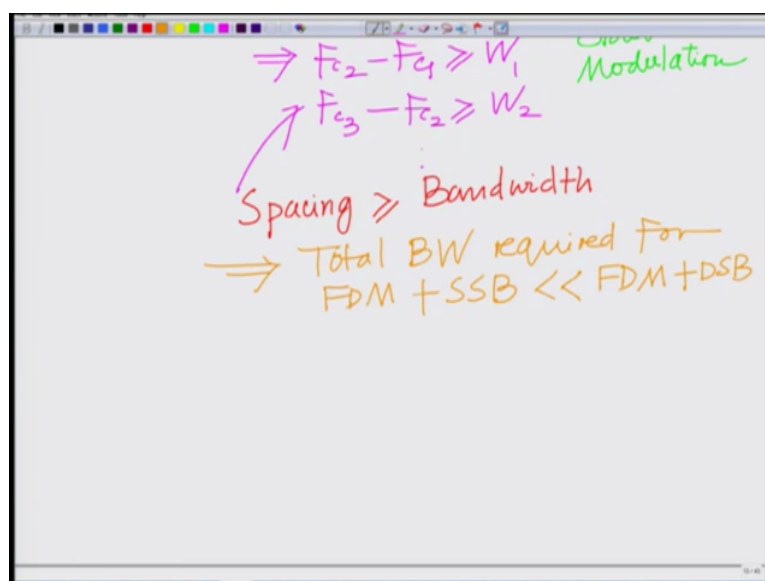 ⇒ Fc₂ − Fc₁ ≥ W₁
Modulation
Fc₃ − Fc₂ ≥ W₂
Spacing ≥ Bandwidth
⇒ Total BW required for
FDM + SSB << FDM + DSB